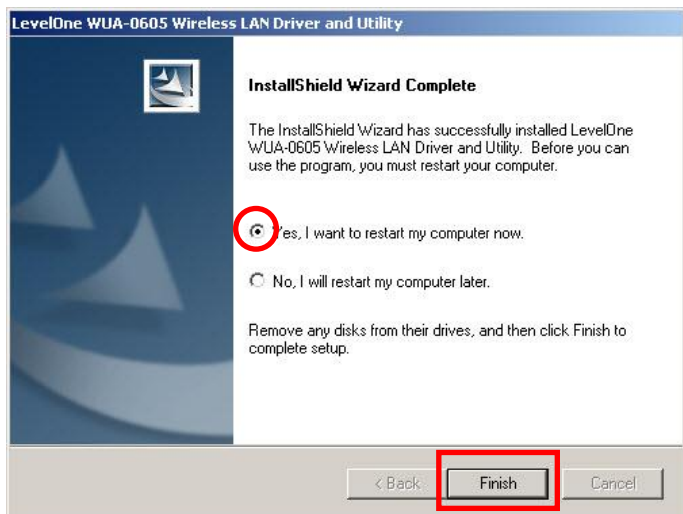 LevelOne WUA-0605 Wireless LAN Driver and Utility
InstallShield Wizard Complete
The InstallShield Wizard has successfully installed LevelOne
WUA-0605 Wireless LAN Driver and Utility.  Before you can
use the program, you must restart your computer.
Yes, I want to restart my computer now.
No, I will restart my computer later.
Remove any disks from their drives, and then click Finish to
complete setup.
< Back
Finish
Cancel